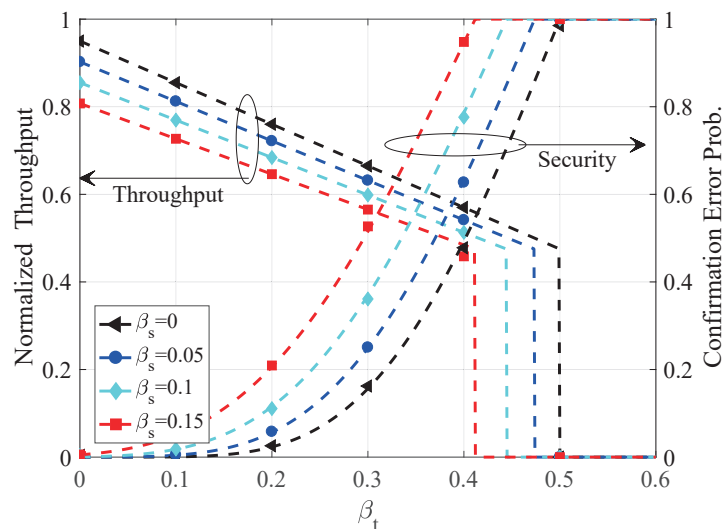 1
0.8
0.6
0.4
0.2
0
Normalized Throughput
1
0.8
0.6
0.4
0.2
0
Confirmation Error Prob.
Throughput
Security
β_s=0
β_s=0.05
β_s=0.1
β_s=0.15
0 0.1 0.2 0.3 0.4 0.5 0.6
β_t